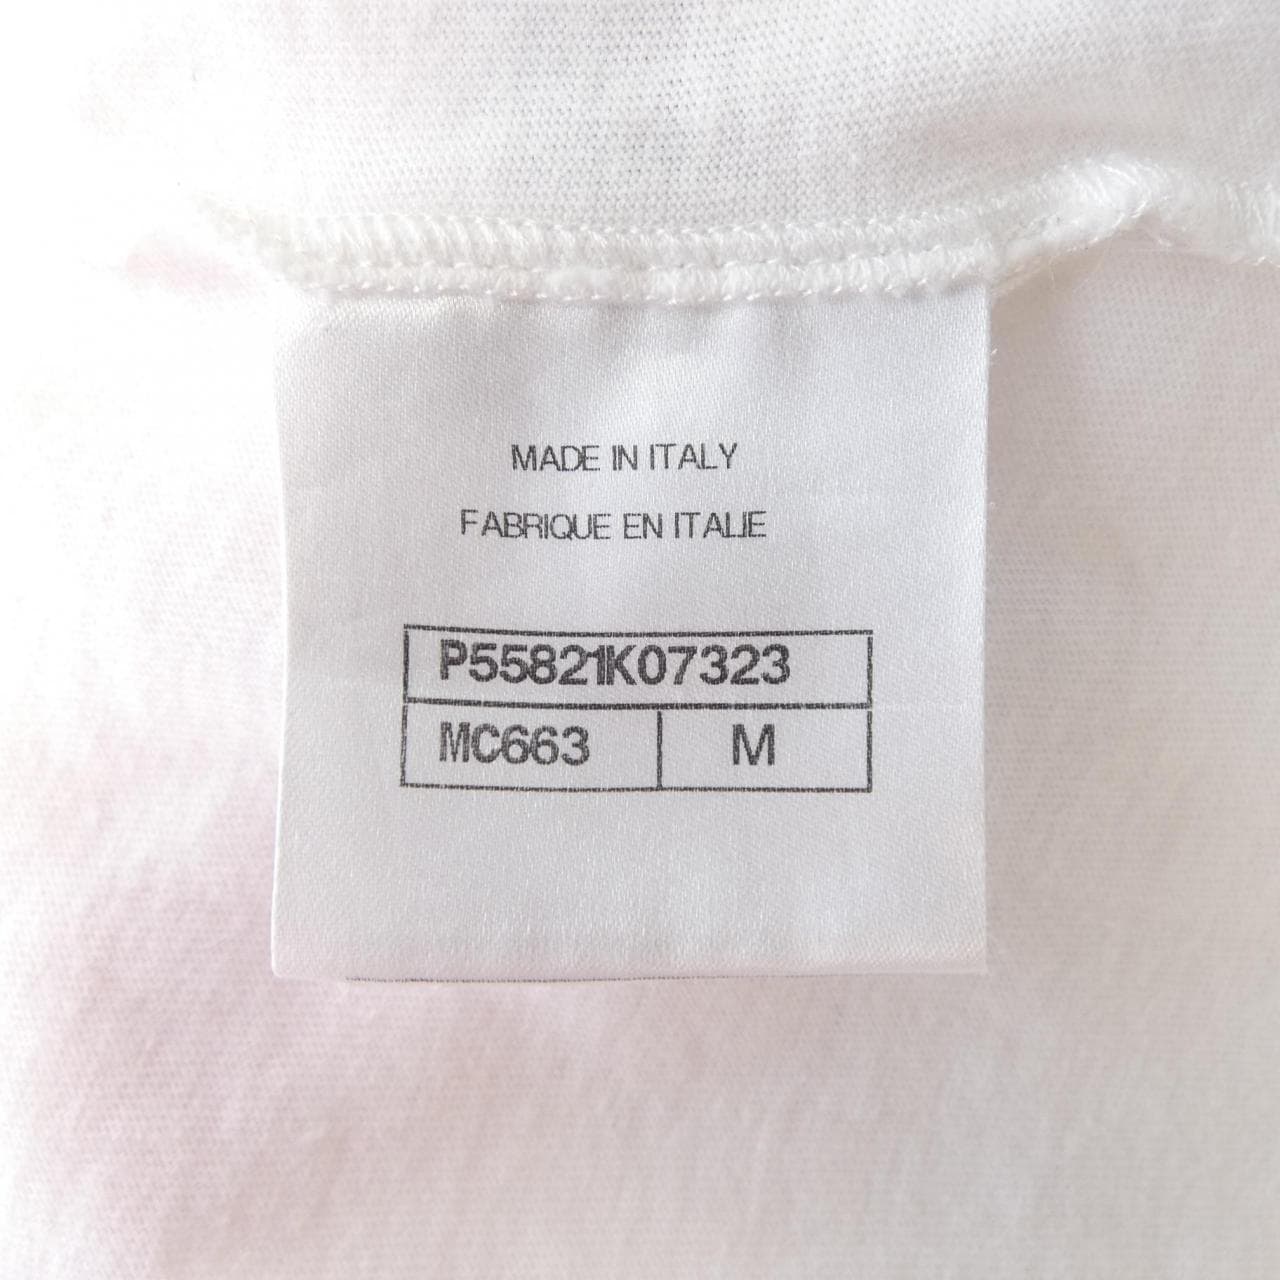 MADE IN ITALY
FABRIQUE EN ITALIE
P55821K07323
MC663 M